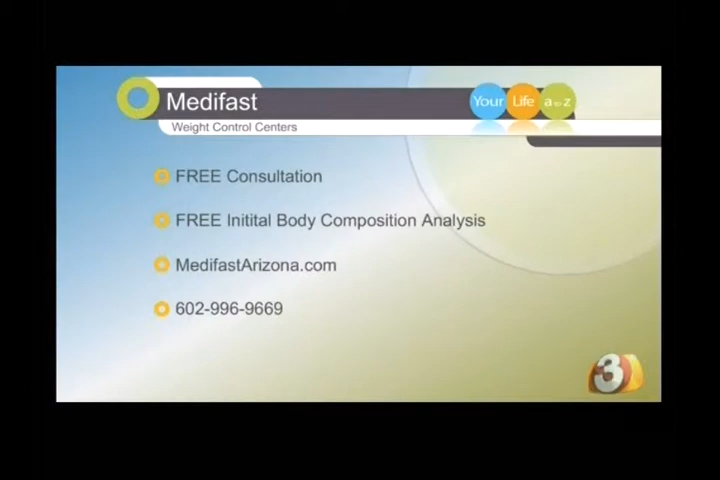 Medifast
Your Life a to z
Weight Control Centers
FREE Consultation
FREE Initital Body Composition Analysis
MedifastArizona.com
602-996-9669
3